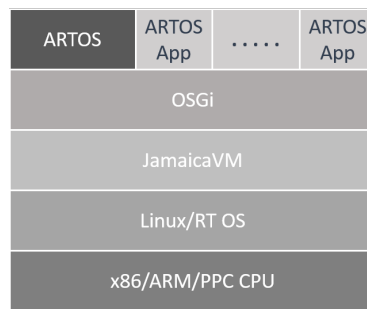 ARTOS
ARTOS
App
.....
ARTOS
App
OSGi
JamaicaVM
Linux/RT OS
x86/ARM/PPC CPU